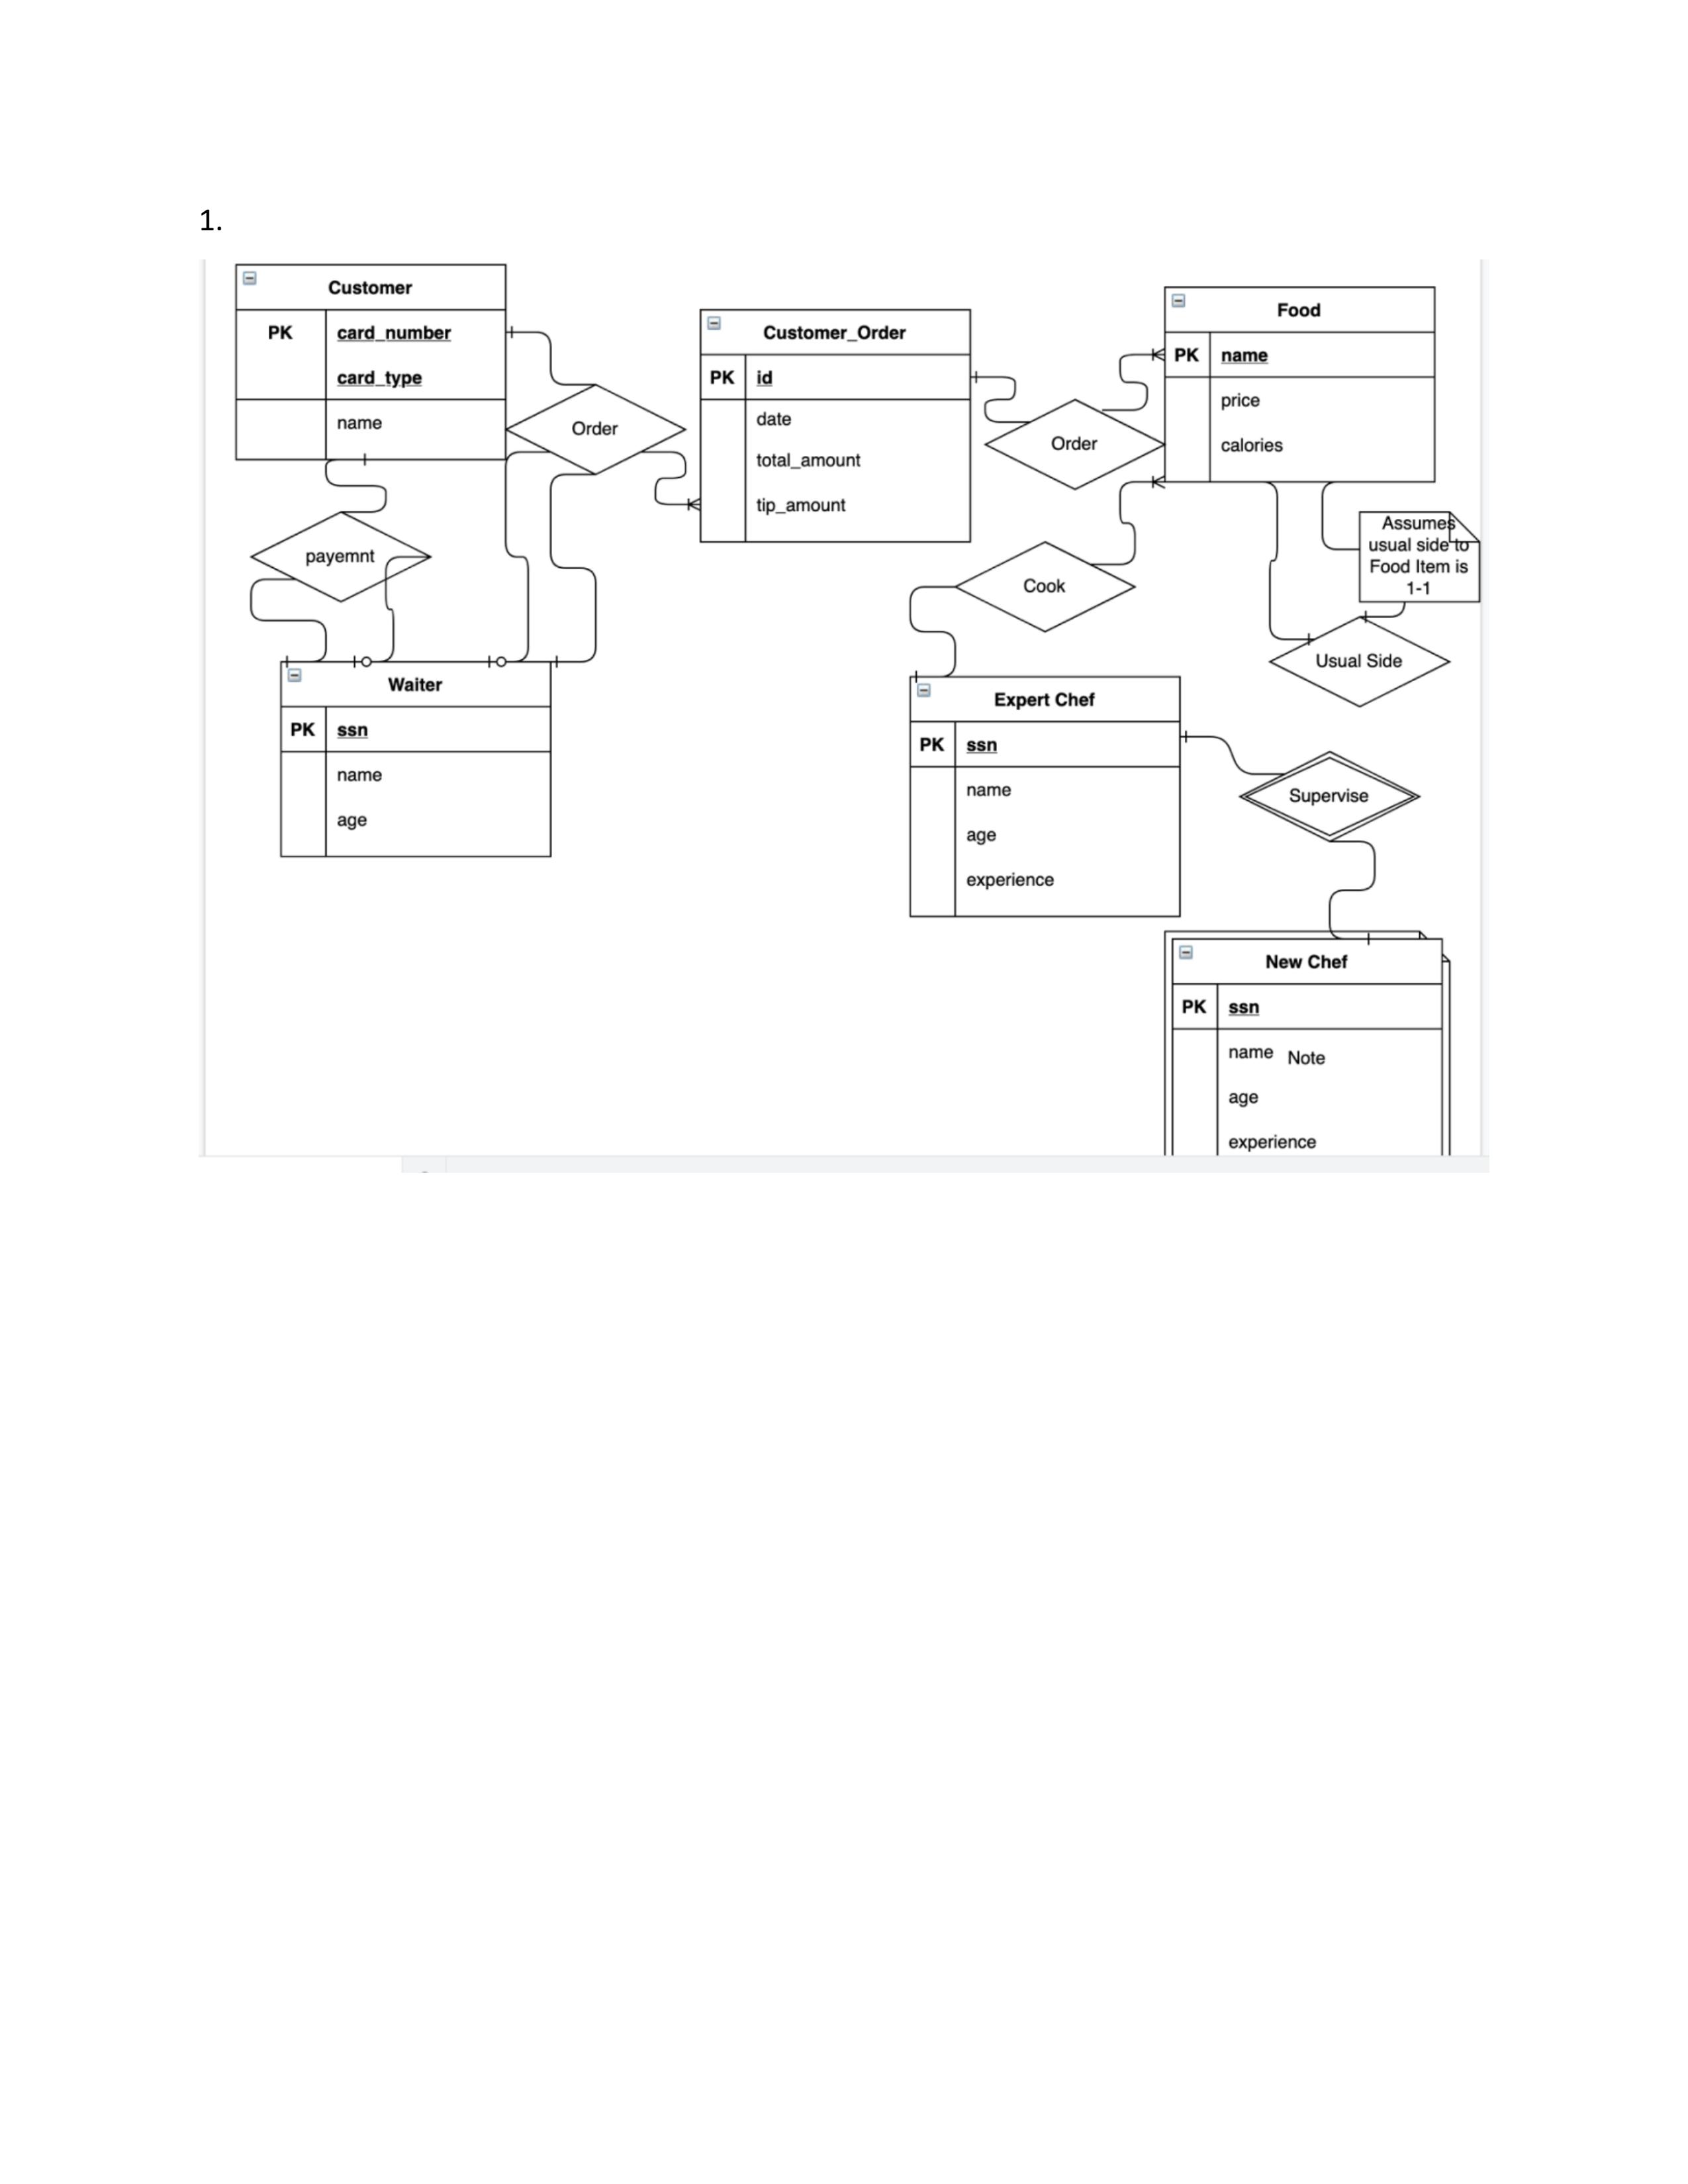 1.
Customer
PK card_number
card_type
name
Order
payemnt
Waiter
PK ssn
name
age
Customer_Order
PK id
date
total_amount
tip_amount
Order
Food
PK name
price
calories
Assumes
usual side to
Food Item is
1-1
Usual Side
Cook
Expert Chef
PK ssn
name
age
experience
Supervise
New Chef
PK ssn
name Note
age
experience